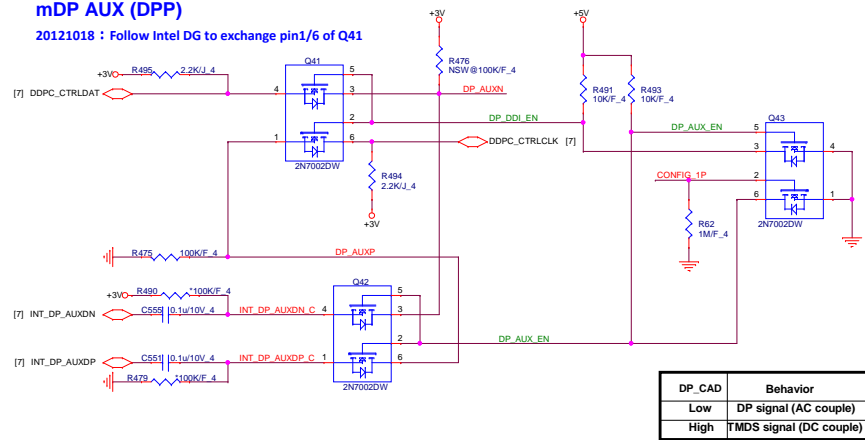 mDP AUX (DPP)
20121018：Follow Intel DG to exchange pin1/6 of Q41
+3V
+5V
+3V
R495
2.2K/J_4
Q41
R476
NSW@100K/F_4
[7] DDPC_CTRLDAT
4
5
3
DP_AUXN
R491
10K/F_4
R493
10K/F_4
Q43
2
DP_DDI_EN
DP_AUX_EN
5
1
6
DDPC_CTRLCLK [7]
3
4
2N7002DW
R494
2.2K/J_4
CONFIG_1P
2
6
1
+3V
R62
1M/F_4
2N7002DW
R475
100K/F_4
DP_AUXP
Q42
+3V
R490
*100K/F_4
5
[7] INT_DP_AUXDN
C555
0.1u/10V_4
INT_DP_AUXDN_C
4
3
2
DP_AUX_EN
[7] INT_DP_AUXDP
C551
0.1u/10V_4
INT_DP_AUXDP_C
1
6
R479
*100K/F_4
2N7002DW
DP_CAD Behavior
Low DP signal (AC couple)
High TMDS signal (DC couple)